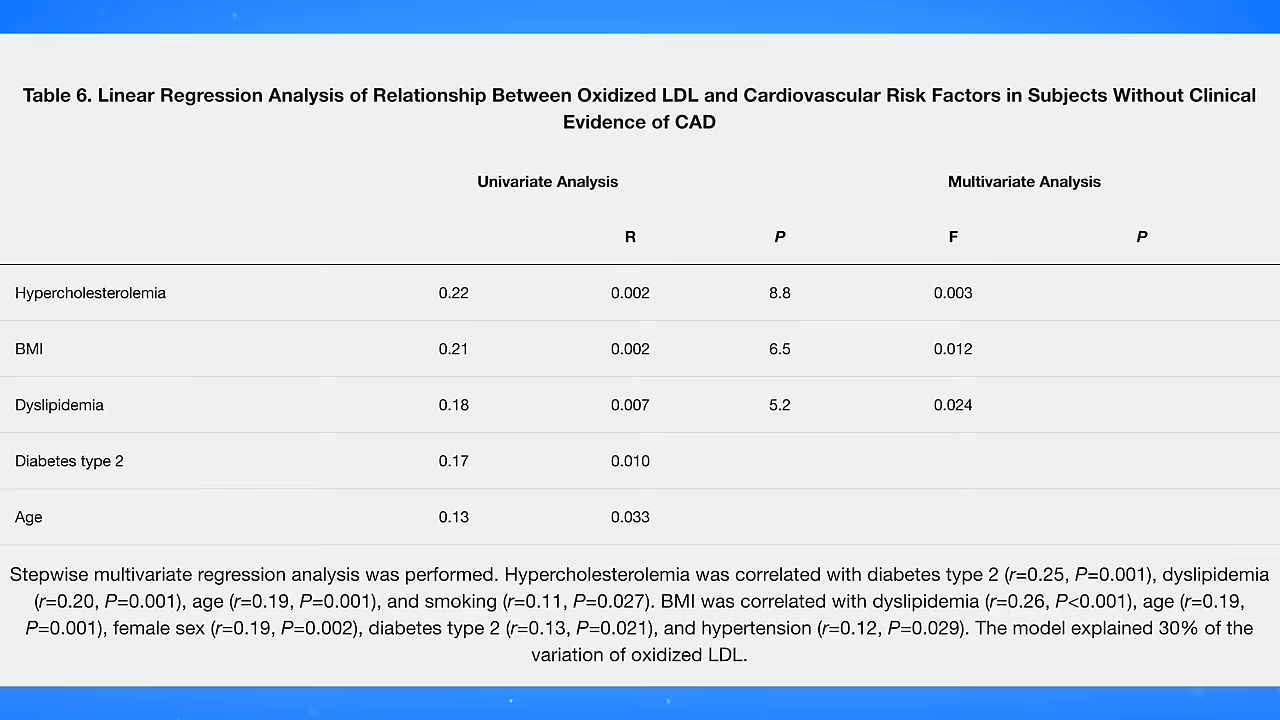 Table 6. Linear Regression Analysis of Relationship Between Oxidized LDL and Cardiovascular Risk Factors in Subjects Without Clinical
Evidence of CAD
Univariate Analysis Multivariate Analysis
R P F P
Hypercholesterolemia 0.22 0.002 8.8 0.003
BMI 0.21 0.002 6.5 0.012
Dyslipidemia 0.18 0.007 5.2 0.024
Diabetes type 2 0.17 0.010
Age 0.13 0.033
Stepwise multivariate regression analysis was performed. Hypercholesterolemia was correlated with diabetes type 2 (r=0.25, P=0.001), dyslipidemia
(r=0.20, P=0.001), age (r=0.19, P=0.001), and smoking (r=0.11, P=0.027). BMI was correlated with dyslipidemia (r=0.26, P<0.001), age (r=0.19,
P=0.001), female sex (r=0.19, P=0.002), diabetes type 2 (r=0.13, P=0.021), and hypertension (r=0.12, P=0.029). The model explained 30% of the
variation of oxidized LDL.